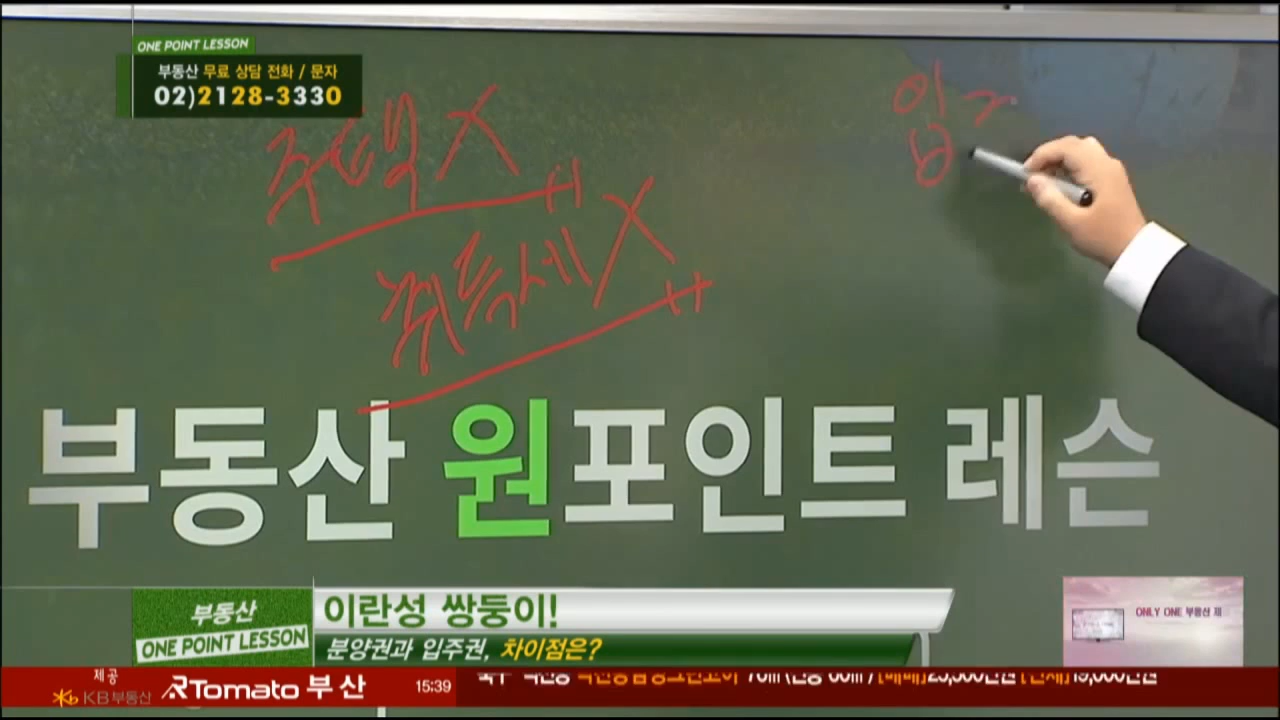 ONE POINT LESSON
부동산 무료 상담 전화 / 문자
02)2128-3330
주택 X
취득세 X
입
부동산 원포인트 레슨
부동산
ONE POINT LESSON
이란성 쌍둥이!
분양권과 입주권, 차이점은?
ONLY ONE 부동산 제
제공
KB부동산
RTomato 부산
15:39